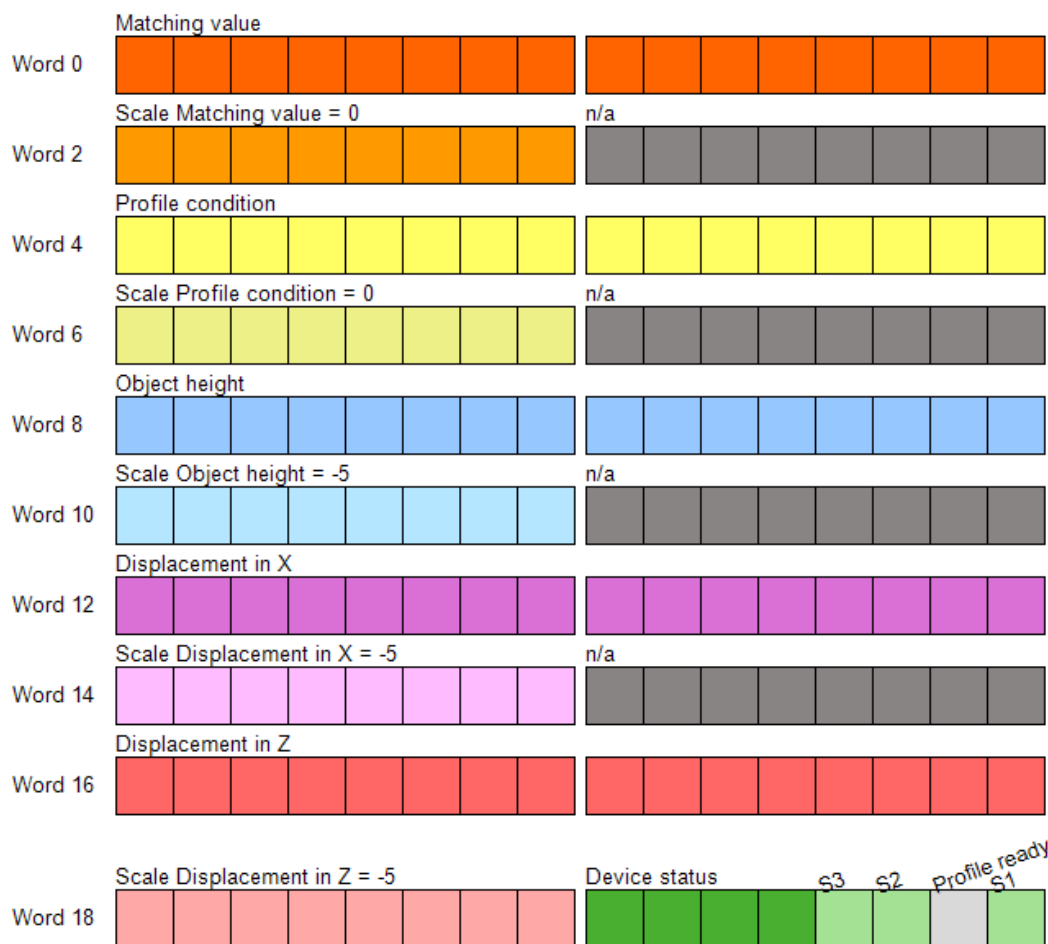 Matching value
Word 0
Scale Matching value = 0 n/a
Word 2
Profile condition
Word 4
Scale Profile condition = 0 n/a
Word 6
Object height
Word 8
Scale Object height = -5 n/a
Word 10
Displacement in X
Word 12
Scale Displacement in X = -5 n/a
Word 14
Displacement in Z
Word 16
Scale Displacement in Z = -5 Device status S3 S2 Profile ready S1
Word 18